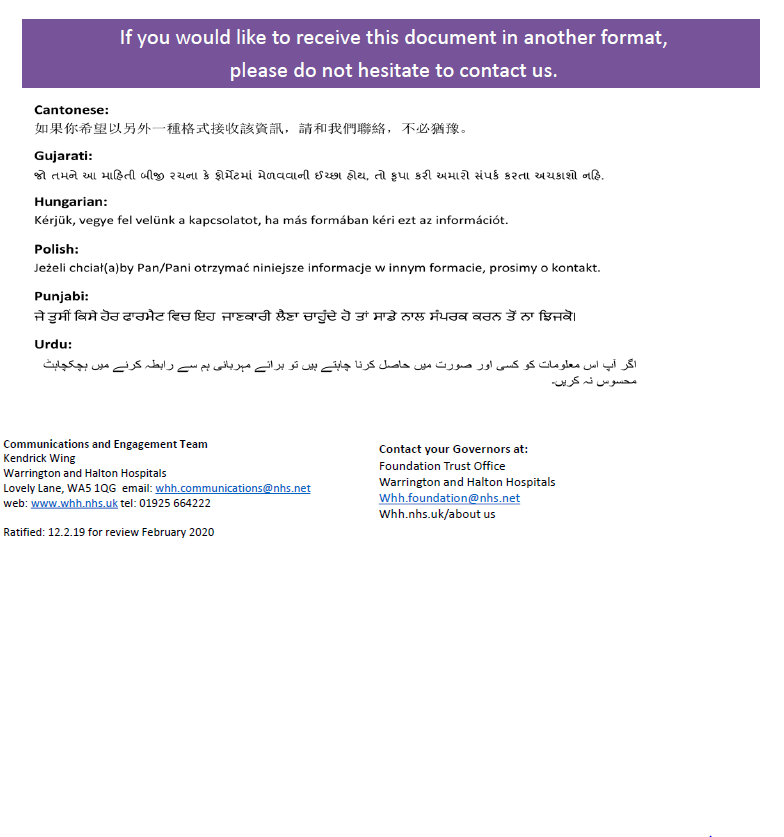 If you would like to receive this document in another format,
please do not hesitate to contact us.
Cantonese:
如果你希望以另外一種格式接收該資訊，請和我們聯絡，不必猶豫。
Gujarati:
જો તમને આ માહિતી બીજી રચના કે ફોર્મેટમાં મેળવવાની ઈચ્છા હોય, તો કૃપા કરી અમારો સંપર્ક કરતા અચકાશો નહિ.
Hungarian:
Kérjük, vegye fel velünk a kapcsolatot, ha más formában kéri ezt az információt.
Polish:
Jeżeli chciał(a)by Pan/Pani otrzymać niniejsze informacje w innym formacie, prosimy o kontakt.
Punjabi:
ਜੇ ਤੁਸੀਂ ਕਿਸੇ ਹੋਰ ਫਾਰਮੈਟ ਵਿਚ ਇਹ ਜਾਣਕਾਰੀ ਲੈਣਾ ਚਾਹੁੰਦੇ ਹੋ ਤਾਂ ਸਾਡੇ ਨਾਲ ਸੰਪਰਕ ਕਰਨ ਤੋਂ ਨਾ ਝਿਜਕੋ।
Urdu:
اگر آپ اس معلومات کو کسی اور صورت میں حاصل کرنا چاہتے ہیں تو برائے مہربانی ہم سے رابطہ کرنے میں ہچکچاہٹ
محسوس نہ کریں۔
Communications and Engagement Team
Kendrick Wing
Warrington and Halton Hospitals
Lovely Lane, WA5 1QG email: whh.communications@nhs.net
web: www.whh.nhs.uk tel: 01925 664222
Ratified: 12.2.19 for review February 2020
Contact your Governors at:
Foundation Trust Office
Warrington and Halton Hospitals
Whh.foundation@nhs.net
Whh.nhs.uk/about us